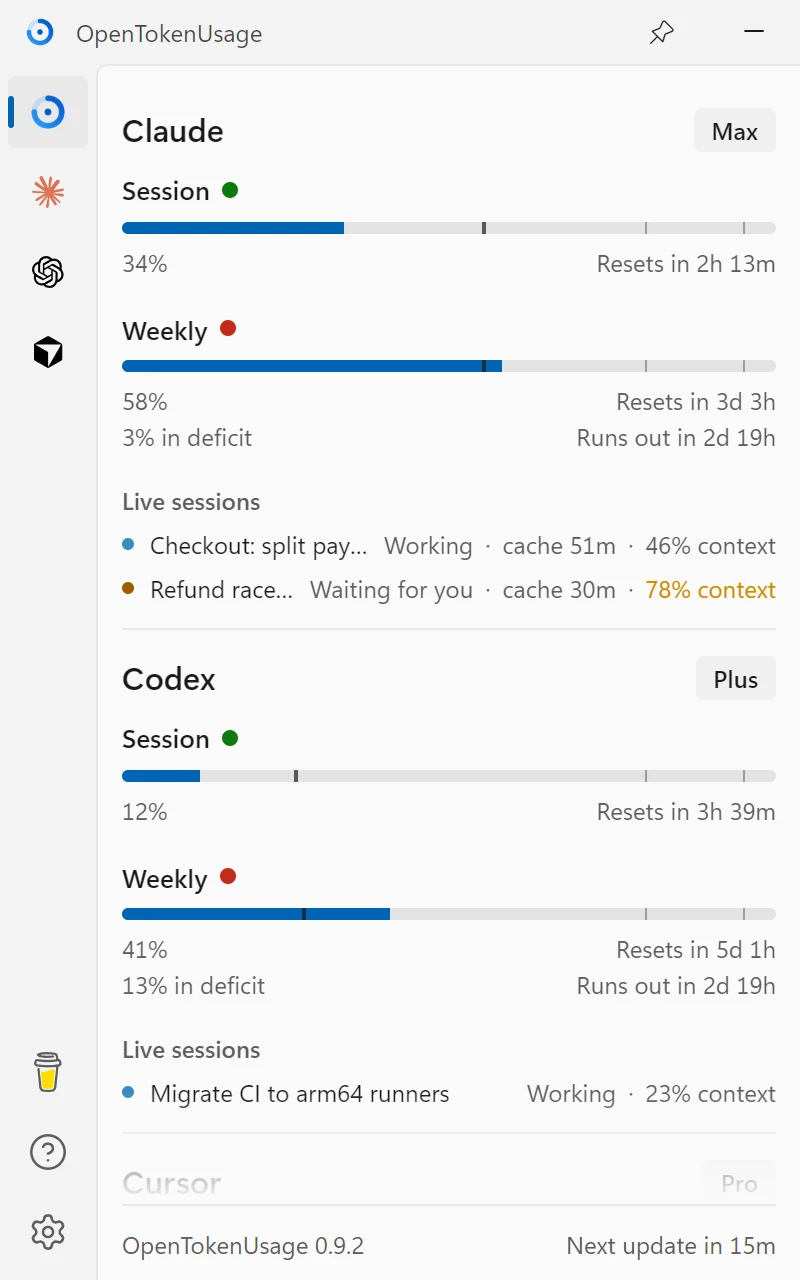 OpenTokenUsage
Claude
Max
Session
34%
Resets in 2h 13m
Weekly
58%
Resets in 3d 3h
3% in deficit
Runs out in 2d 19h
Live sessions
Checkout: split pay... Working · cache 51m · 46% context
Refund race... Waiting for you · cache 30m · 78% context
Codex
Plus
Session
12%
Resets in 3h 39m
Weekly
41%
Resets in 5d 1h
13% in deficit
Runs out in 2d 19h
Live sessions
Migrate CI to arm64 runners Working · 23% context
Cursor
Pro
OpenTokenUsage 0.9.2
Next update in 15m